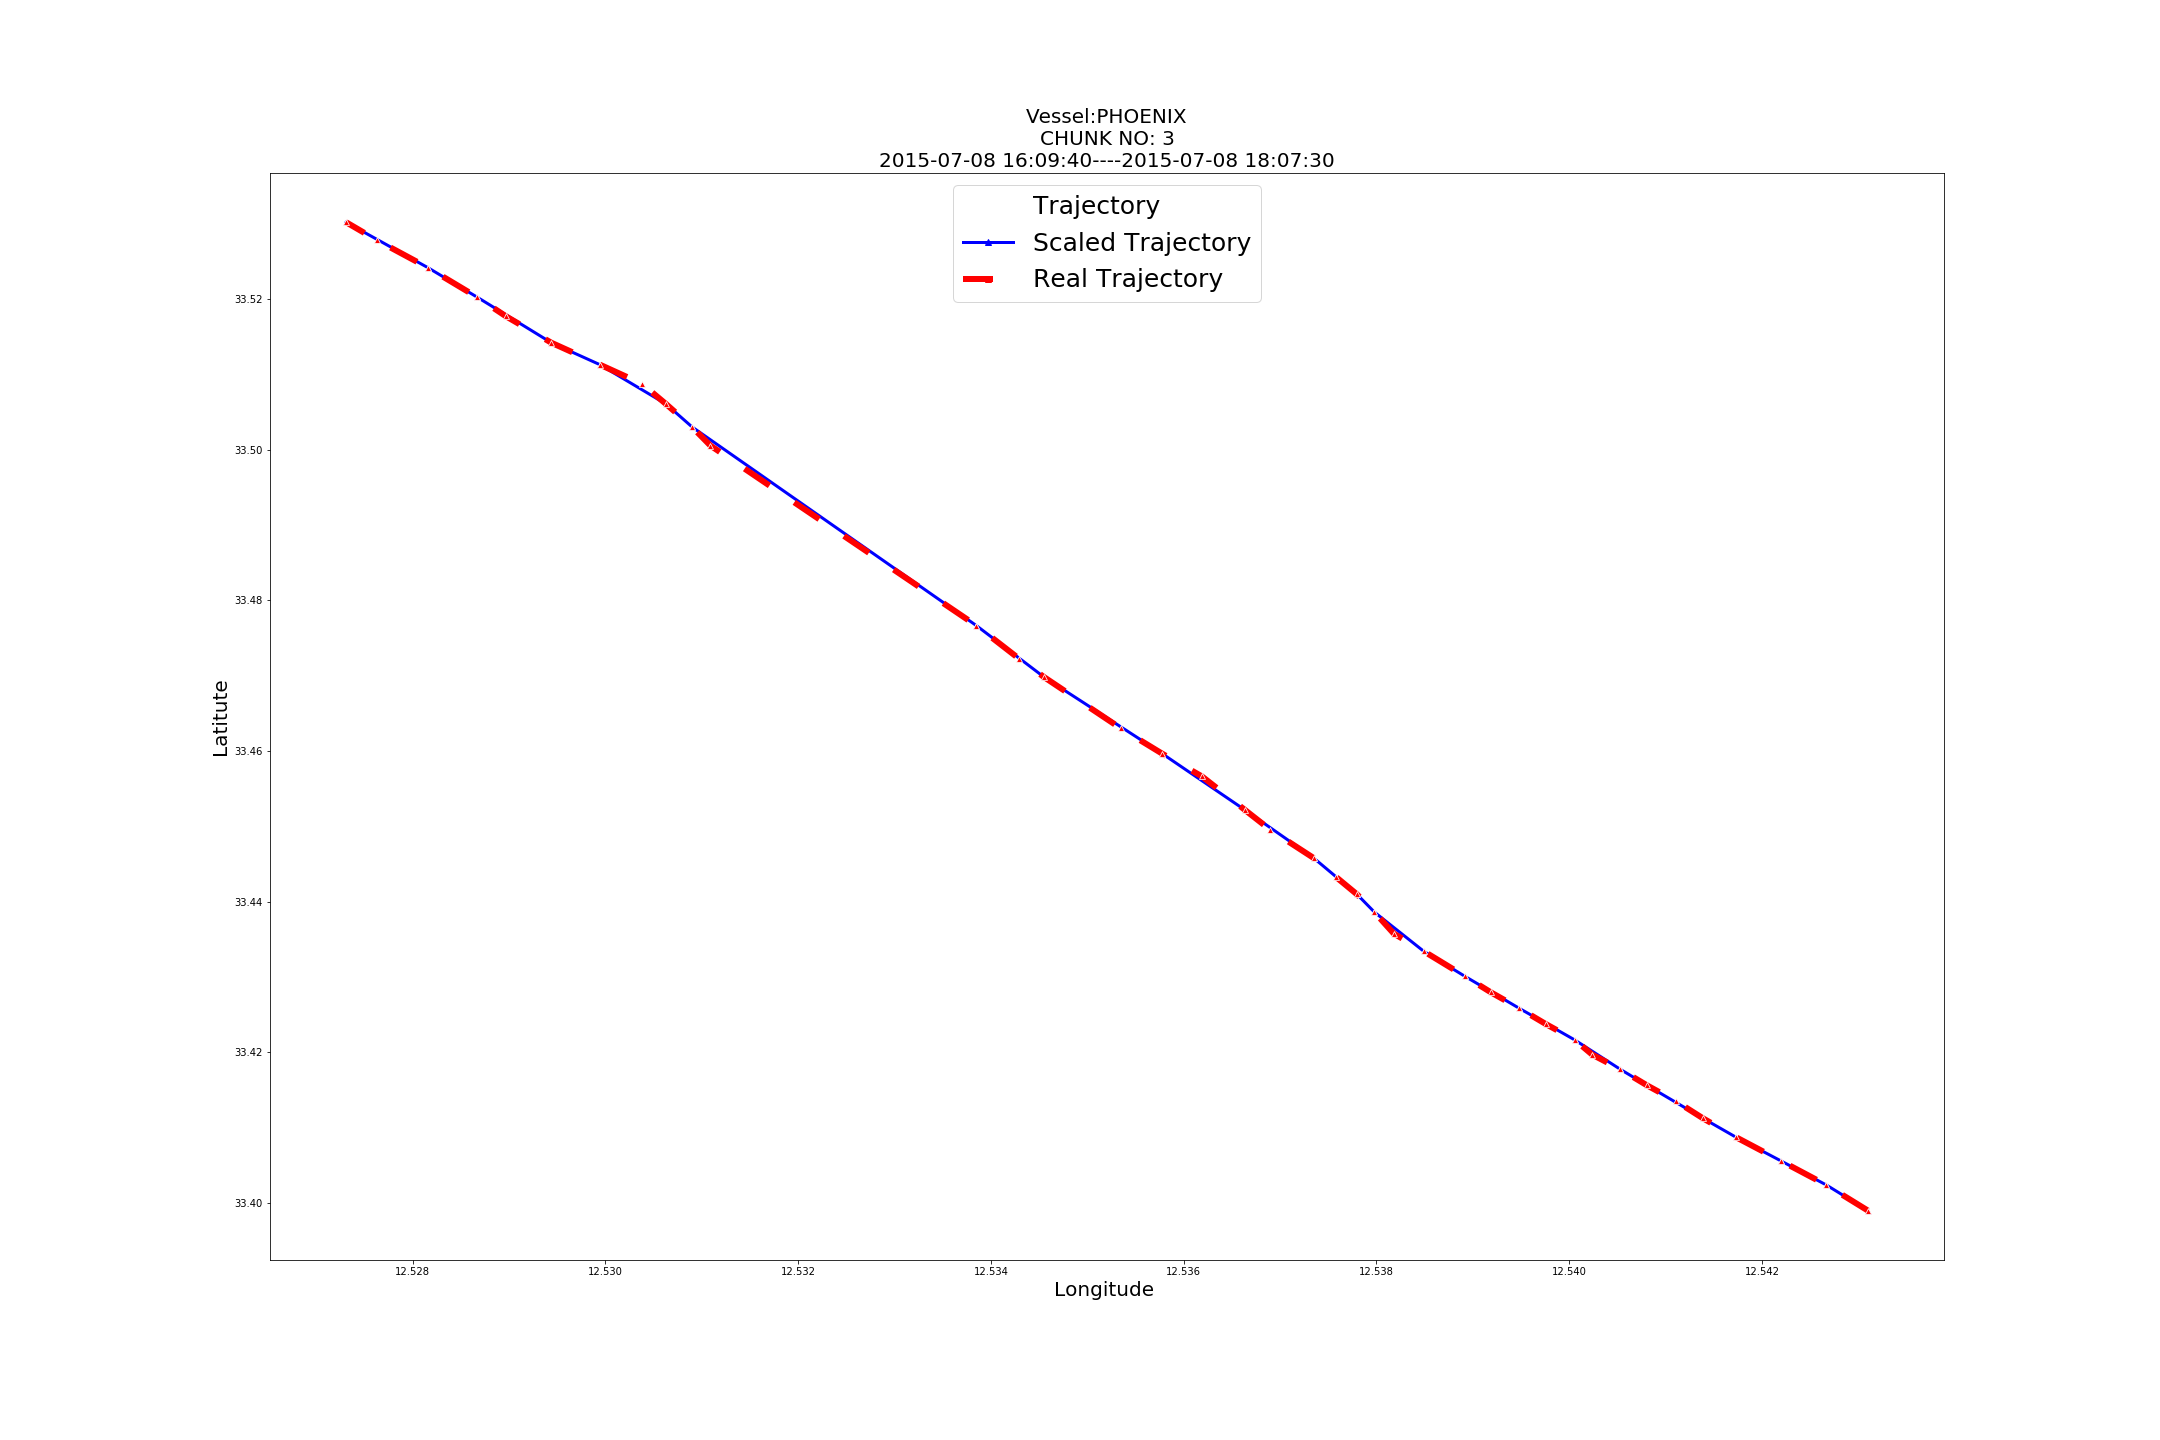 Vessel:PHOENIX
CHUNK NO: 3
2015-07-08 16:09:40----2015-07-08 18:07:30
Trajectory
Scaled Trajectory
Real Trajectory
33.52
33.50
33.48
33.46
33.44
33.42
33.40
Latitute
12.528 12.530 12.532 12.534 12.536 12.538 12.540 12.542
Longitude